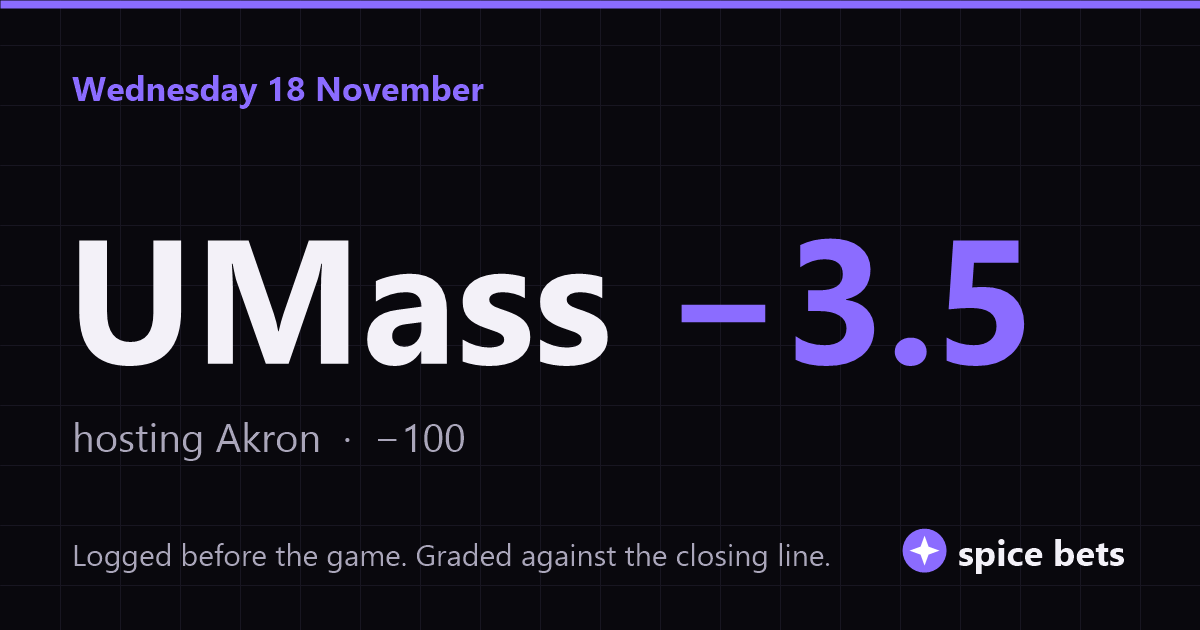 Wednesday 18 November
UMass −3.5
hosting Akron · −100
Logged before the game. Graded against the closing line.
spice bets